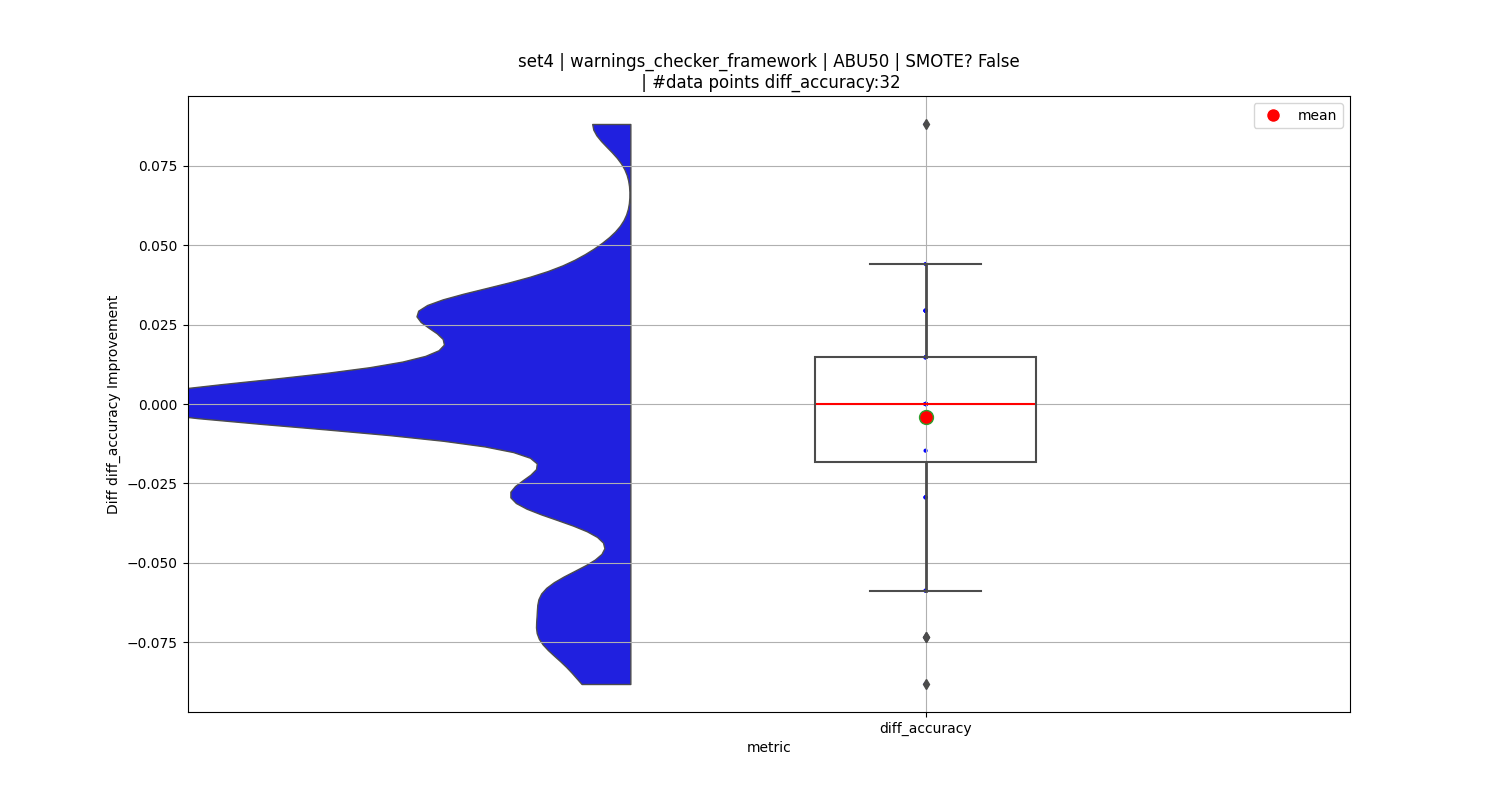 set4 | warnings_checker_framework | ABU50 | SMOTE? False
| #data points diff_accuracy:32
mean
0.075
0.050
0.025
0.000
−0.025
−0.050
−0.075
Diff diff_accuracy Improvement
diff_accuracy
metric